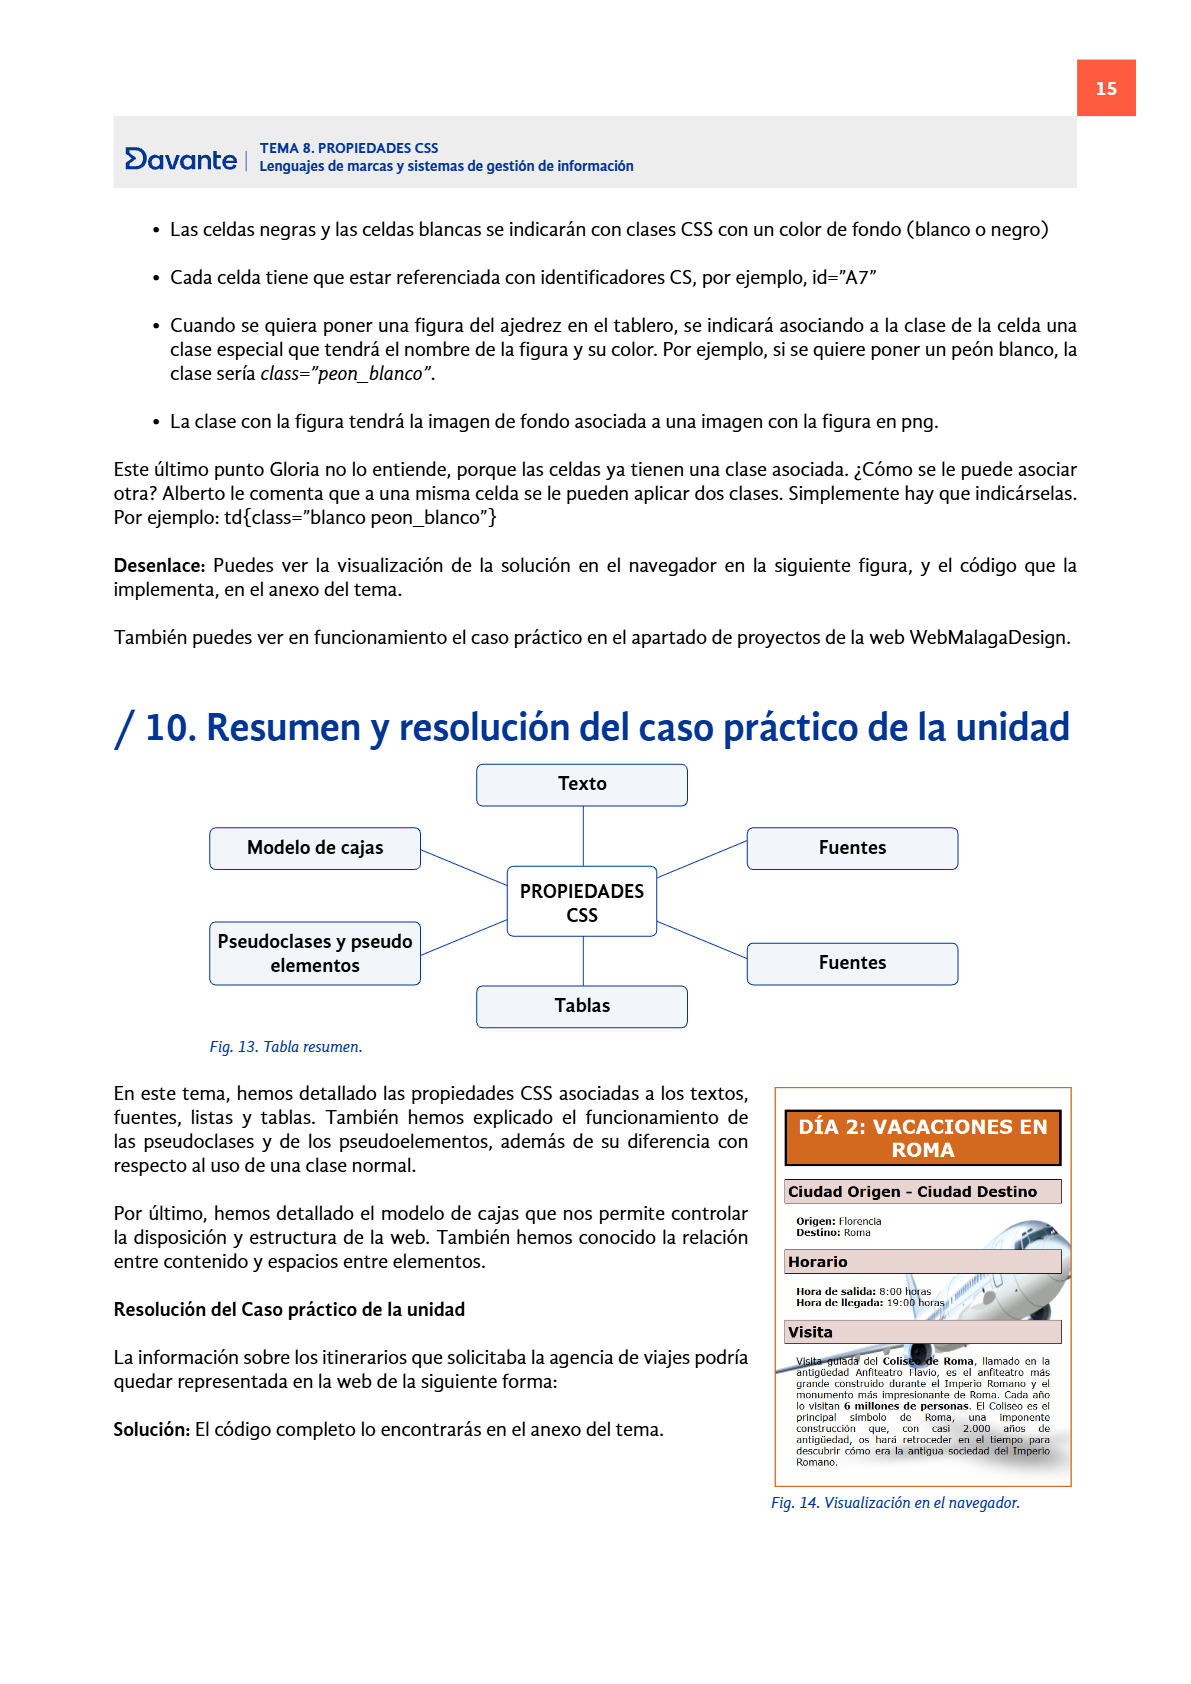 15
Davante
TEMA 8. PROPIEDADES CSS
Lenguajes de marcas y sistemas de gestión de información
• Las celdas negras y las celdas blancas se indicarán con clases CSS con un color de fondo (blanco o negro)
• Cada celda tiene que estar referenciada con identificadores CS, por ejemplo, id=”A7”
• Cuando se quiera poner una figura del ajedrez en el tablero, se indicará asociando a la clase de la celda una
clase especial que tendrá el nombre de la figura y su color. Por ejemplo, si se quiere poner un peón blanco, la
clase sería class=”peon_blanco”.
• La clase con la figura tendrá la imagen de fondo asociada a una imagen con la figura en png.
Este último punto Gloria no lo entiende, porque las celdas ya tienen una clase asociada. ¿Cómo se le puede asociar
otra? Alberto le comenta que a una misma celda se le pueden aplicar dos clases. Simplemente hay que indicárselas.
Por ejemplo: td{class=”blanco peon_blanco”}
Desenlace: Puedes ver la visualización de la solución en el navegador en la siguiente figura, y el código que la
implementa, en el anexo del tema.
También puedes ver en funcionamiento el caso práctico en el apartado de proyectos de la web WebMalagaDesign.
/ 10. Resumen y resolución del caso práctico de la unidad
Texto
Modelo de cajas
Fuentes
PROPIEDADES
CSS
Pseudoclases y pseudo
elementos
Fuentes
Tablas
Fig. 13. Tabla resumen.
En este tema, hemos detallado las propiedades CSS asociadas a los textos,
fuentes, listas y tablas. También hemos explicado el funcionamiento de
las pseudoclases y de los pseudoelementos, además de su diferencia con
respecto al uso de una clase normal.
Por último, hemos detallado el modelo de cajas que nos permite controlar
la disposición y estructura de la web. También hemos conocido la relación
entre contenido y espacios entre elementos.
Resolución del Caso práctico de la unidad
La información sobre los itinerarios que solicitaba la agencia de viajes podría
quedar representada en la web de la siguiente forma:
Solución: El código completo lo encontrarás en el anexo del tema.
DÍA 2: VACACIONES EN
ROMA
Ciudad Origen - Ciudad Destino
Origen: Florencia
Destino: Roma
Horario
Hora de salida: 8:00 horas
Hora de llegada: 19:00 horas
Visita
Visita guiada del Coliseo de Roma, llamado en la
antigüedad Anfiteatro Flavio, es el anfiteatro más
grande construido durante el Imperio Romano y el
monumento más impresionante de Roma. Cada año
lo visitan 6 millones de personas. El Coliseo es el
principal símbolo de Roma, una imponente
construcción que, con casi 2.000 años de
antigüedad, os hará retroceder en el tiempo para
descubrir cómo era la antigua sociedad del Imperio
Romano.
Fig. 14. Visualización en el navegador.